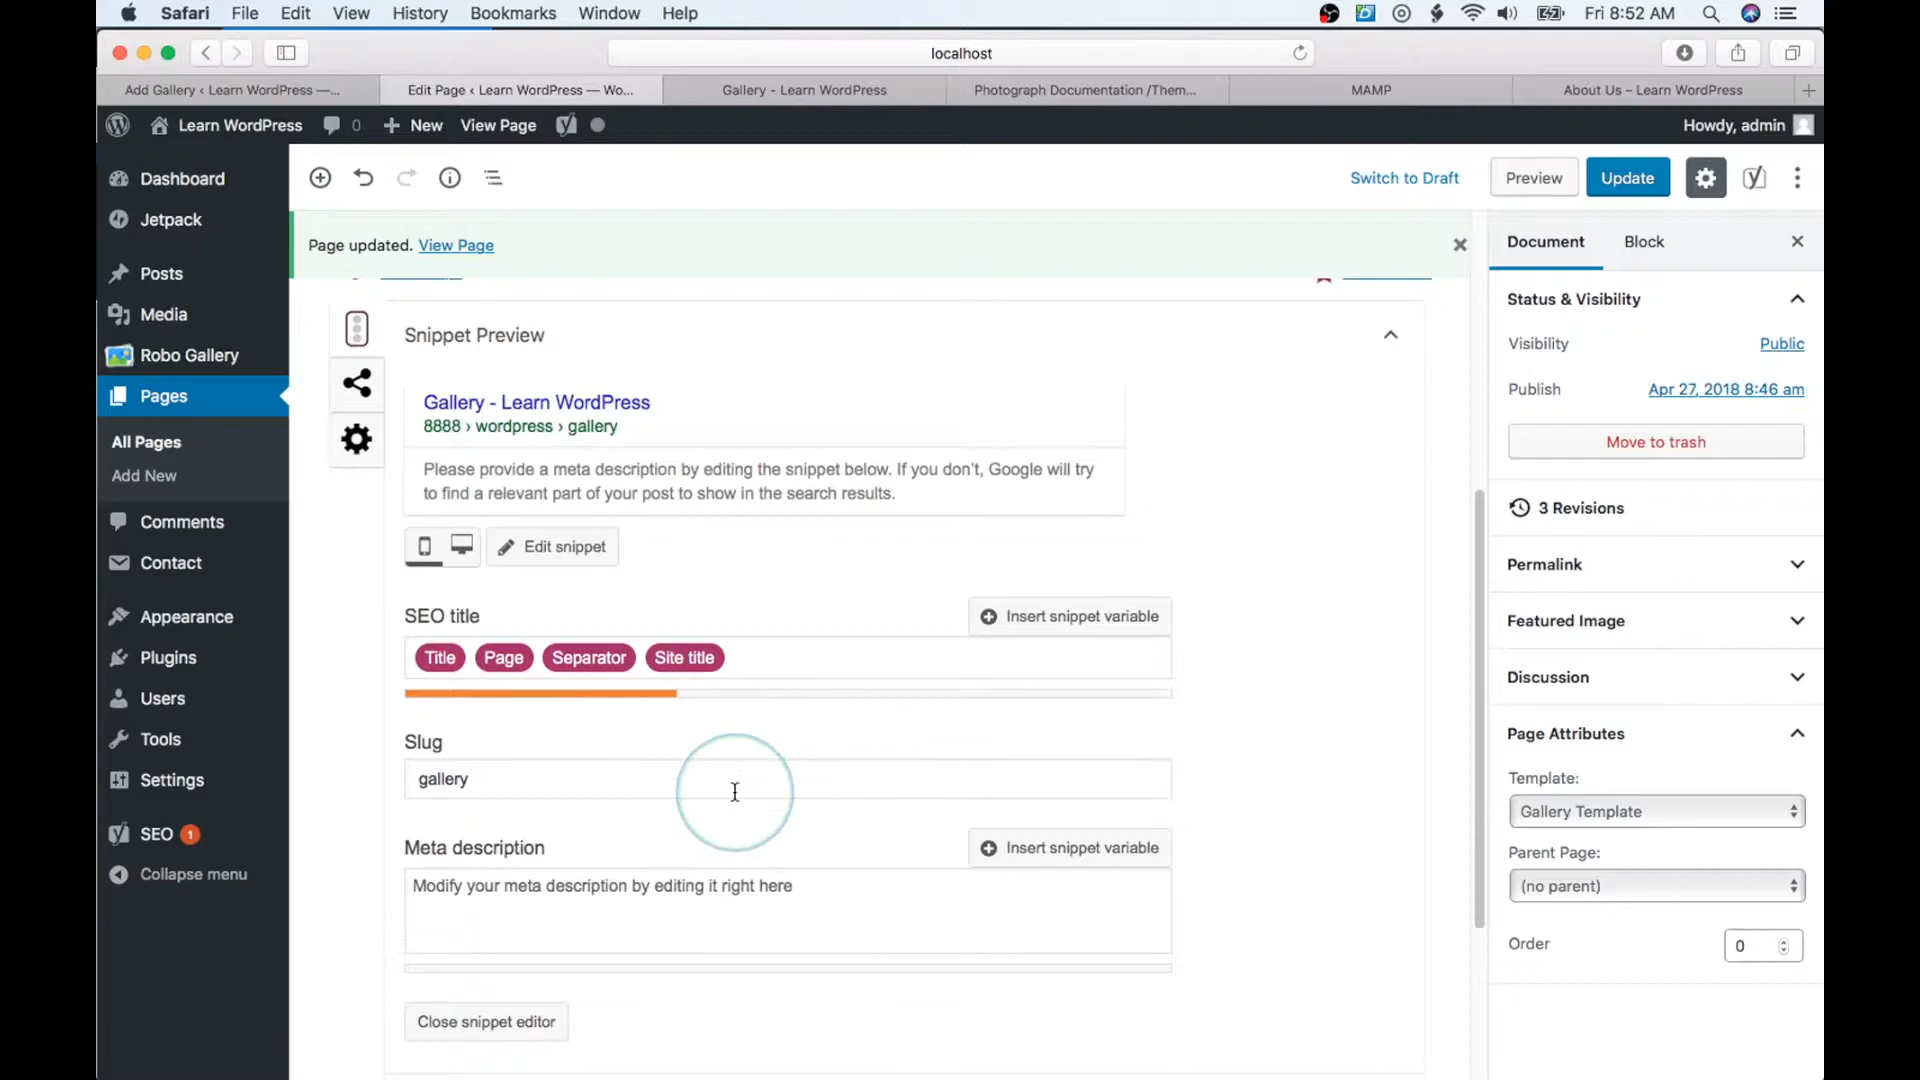 Safari File Edit View History Bookmarks Window Help Fri 8:52 AM
localhost
Add Gallery ‹ Learn WordPress —... Edit Page ‹ Learn WordPress — Wo... Gallery - Learn WordPress Photograph Documentation /Them... MAMP About Us – Learn WordPress
Learn WordPress 0 New View Page Howdy, admin
Dashboard
Jetpack
Posts
Media
Robo Gallery
Pages
All Pages
Add New
Comments
Contact
Appearance
Plugins
Users
Tools
Settings
SEO 1
Collapse menu
Switch to Draft Preview Update
Page updated. View Page
Snippet Preview
Gallery - Learn WordPress
8888 › wordpress › gallery
Please provide a meta description by editing the snippet below. If you don't, Google will try
to find a relevant part of your post to show in the search results.
Edit snippet
SEO title
Insert snippet variable
Title Page Separator Site title
Slug
gallery
Meta description
Insert snippet variable
Modify your meta description by editing it right here
Close snippet editor
Document Block
Status & Visibility
Visibility Public
Publish Apr 27, 2018 8:46 am
Move to trash
3 Revisions
Permalink
Featured Image
Discussion
Page Attributes
Template:
Gallery Template
Parent Page:
(no parent)
Order 0